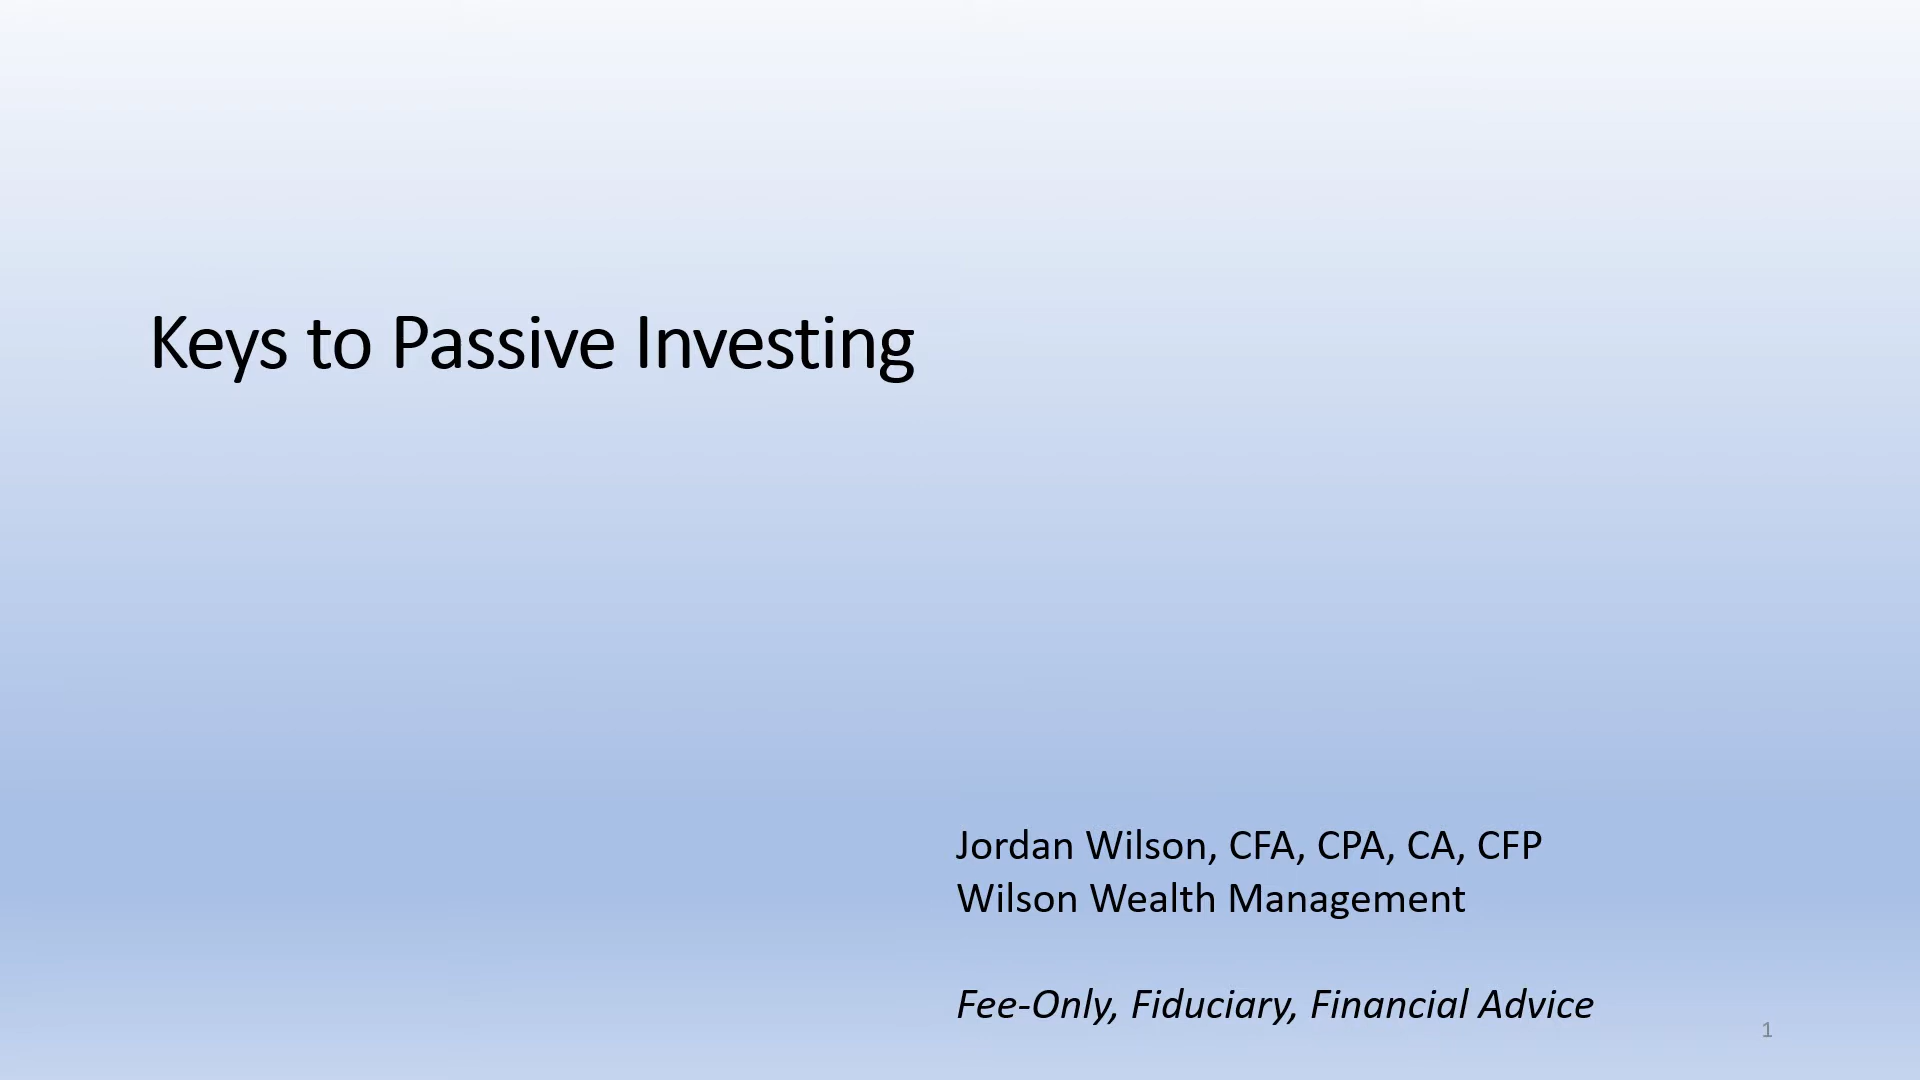 Keys to Passive Investing
Jordan Wilson, CFA, CPA, CA, CFP
Wilson Wealth Management
Fee-Only, Fiduciary, Financial Advice
1